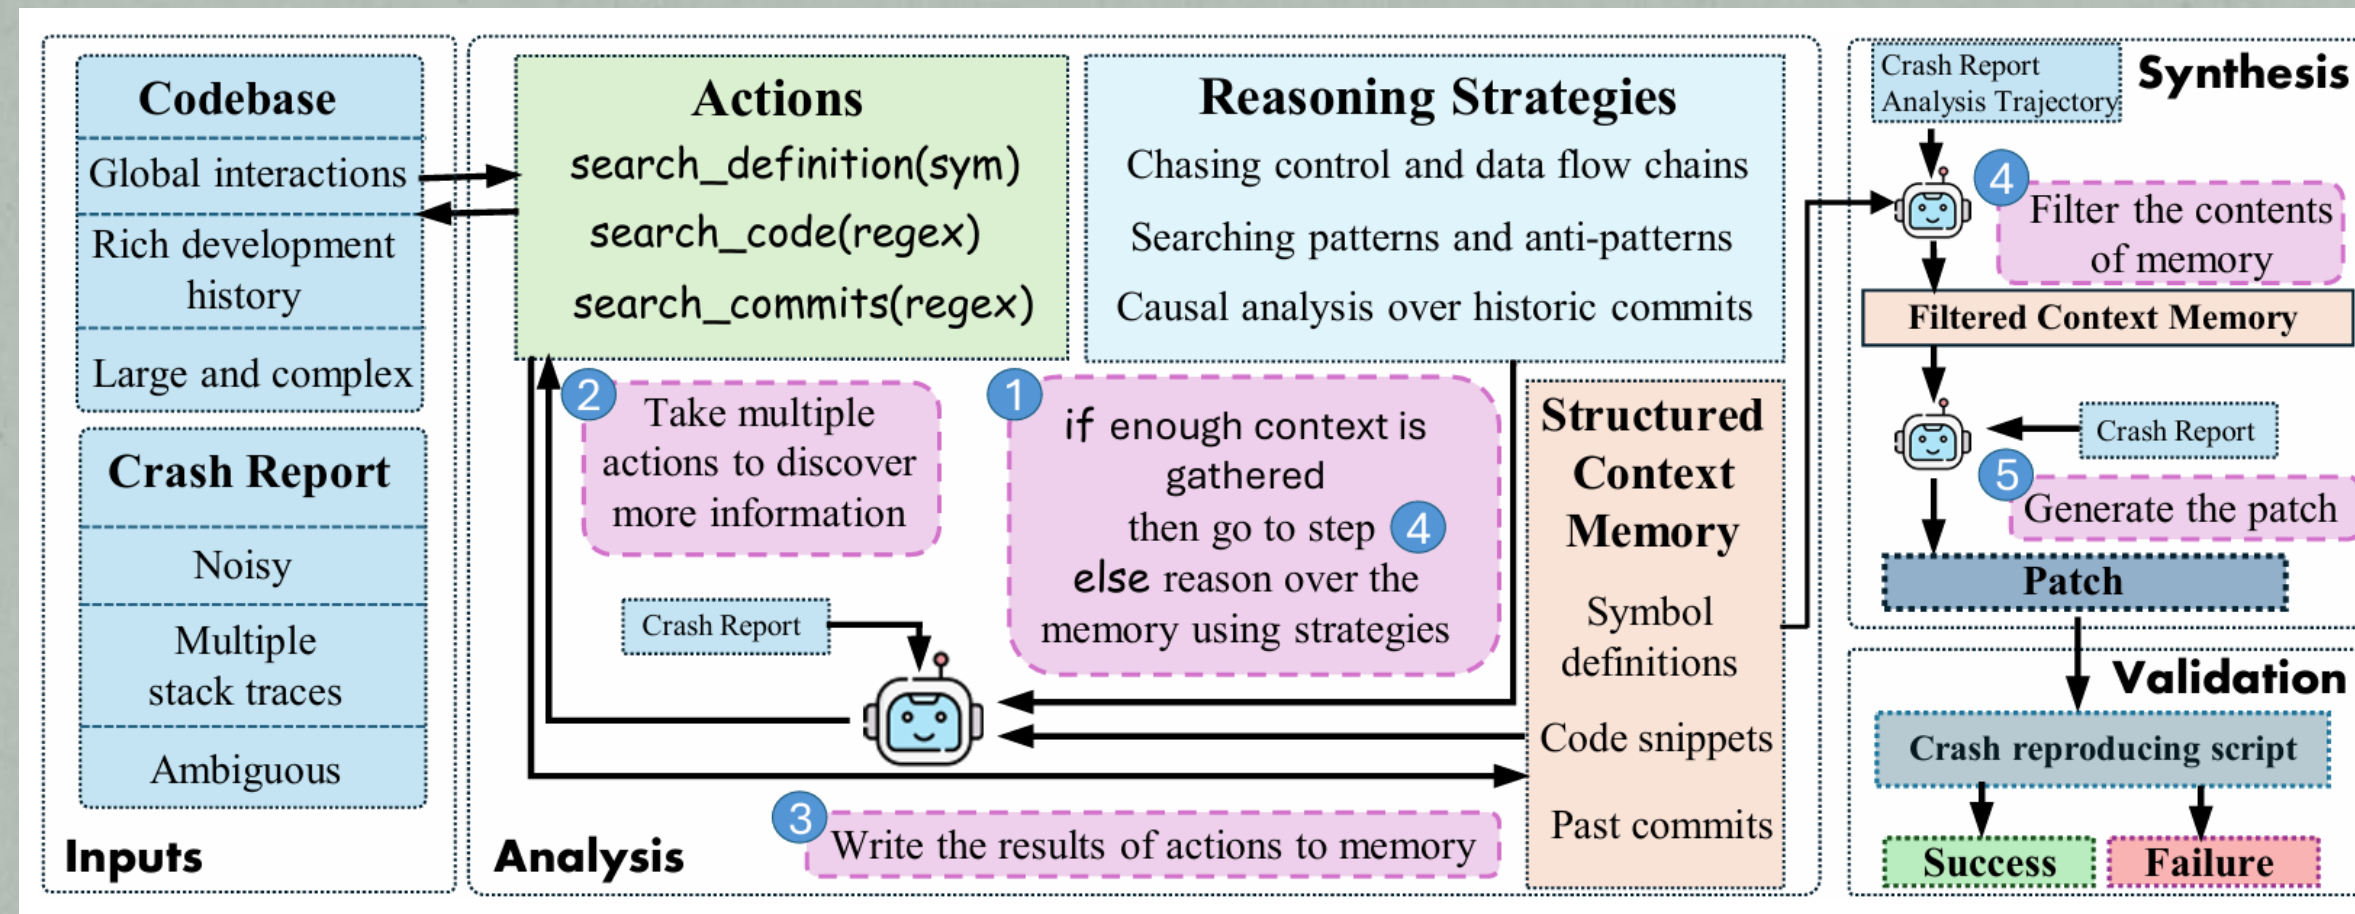 Codebase
Global interactions
Rich development
history
Large and complex
Crash Report
Noisy
Multiple
stack traces
Ambiguous
Inputs
Actions
search_definition(sym)
search_code(regex)
search_commits(regex)
Reasoning Strategies
Chasing control and data flow chains
Searching patterns and anti-patterns
Causal analysis over historic commits
2
Take multiple
actions to discover
more information
1
if enough context is
gathered
then go to step 4
else reason over the
memory using strategies
Crash Report
Structured
Context
Memory
Symbol
definitions
Code snippets
Past commits
3
Write the results of actions to memory
Analysis
Crash Report
Analysis Trajectory
Synthesis
4
Filter the contents
of memory
Filtered Context Memory
Crash Report
5
Generate the patch
Patch
Validation
Crash reproducing script
Success
Failure